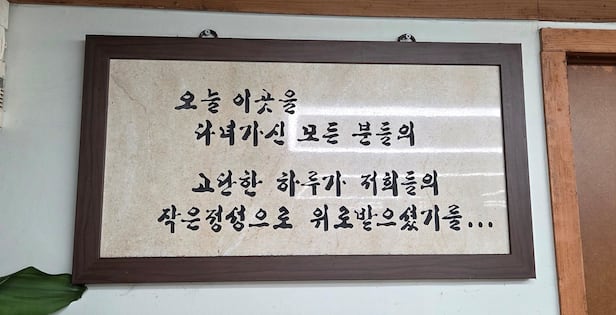 오늘 이곳을
다녀가신 모든 분들의
고단한 하루가 저희들의
작은정성으로 위로받으셨기를...